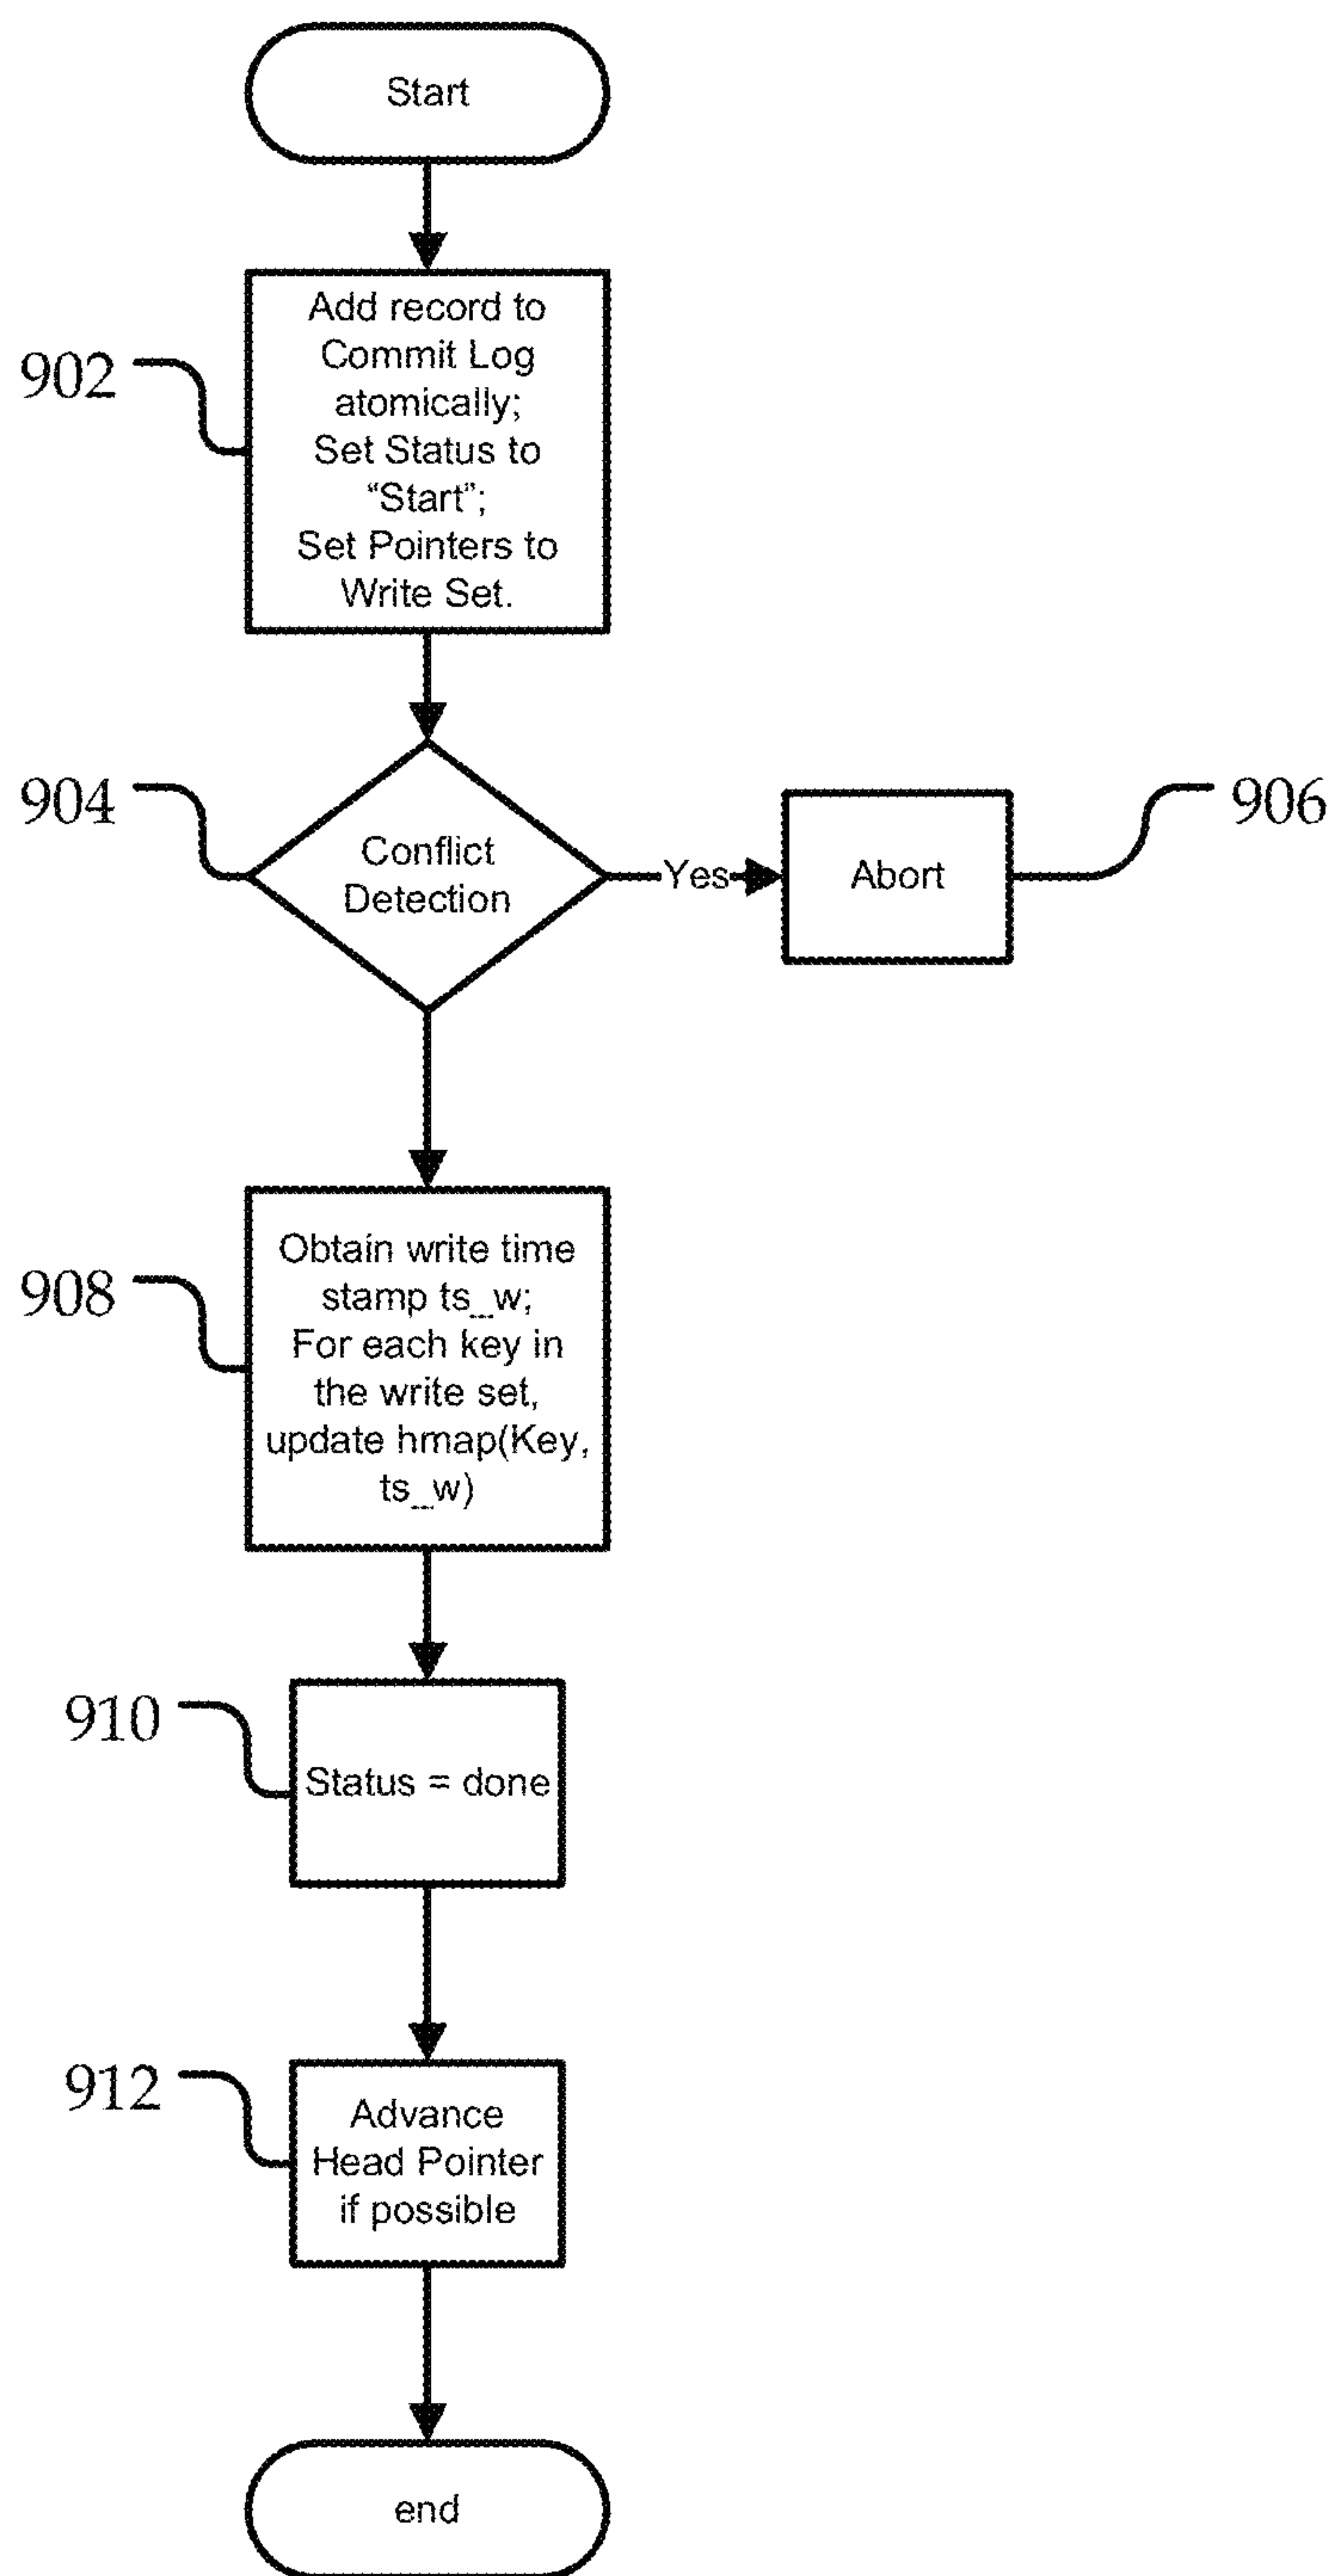 Start
902
Add record to
Commit Log
atomically;
Set Status to
“Start”;
Set Pointers to
Write Set.
904
Conflict
Detection
Yes
Abort
906
908
Obtain write time
stamp ts_w;
For each key in
the write set,
update hmap(Key,
ts_w)
910
Status = done
912
Advance
Head Pointer
if possible
end